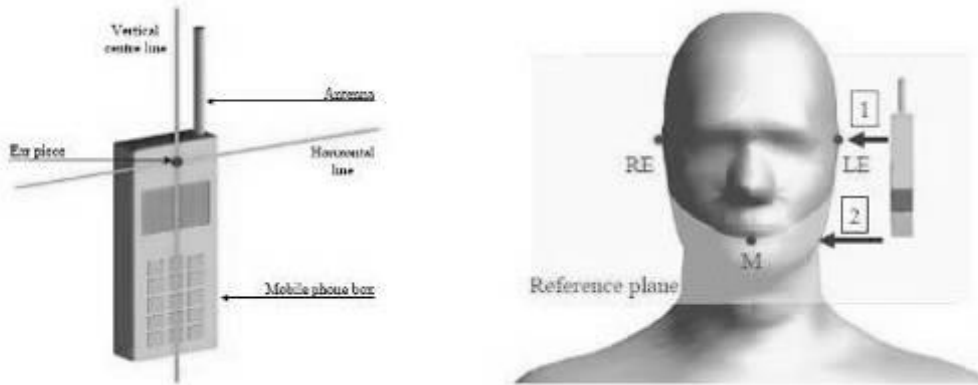 Vertical
centre line
Antenna
Ear piece
Horizontal
line
Mobile phone box
1
RE
LE
2
M
Reference plane